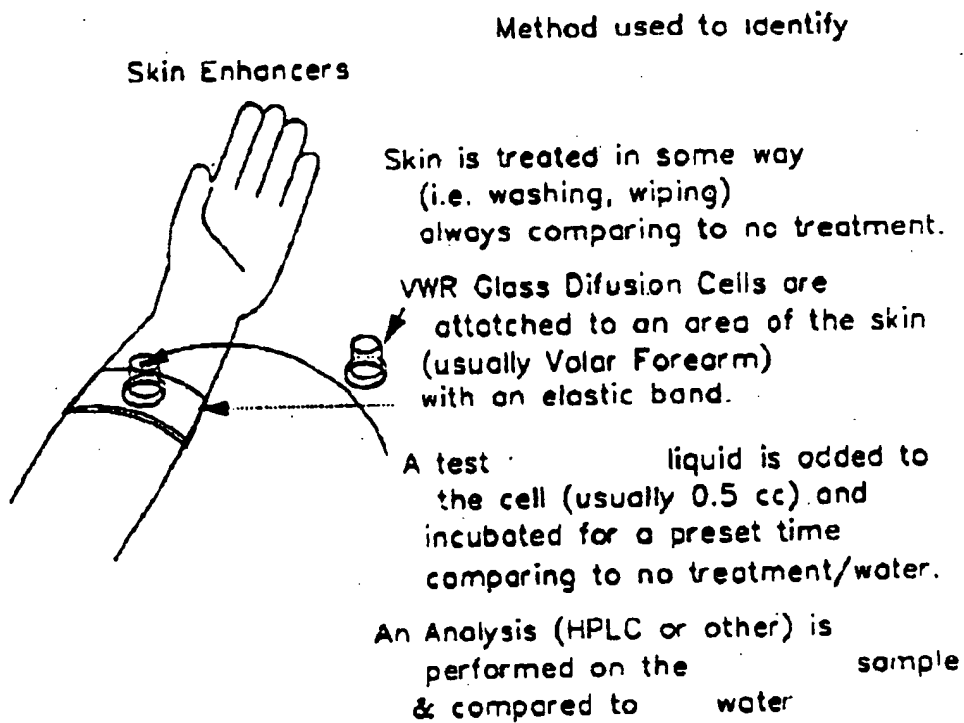 Method used to identify
Skin Enhancers
Skin is treated in some way
(i.e. washing, wiping)
always comparing to no treatment.
VWR Glass Difusion Cells are
attotched to an area of the skin
(usually Volar Forearm)
with an elastic band.
A test liquid is added to
the cell (usually 0.5 cc) and
incubated for a preset time
comparing to no treatment/water.
An Analysis (HPLC or other) is
performed on the sample
& compared to water